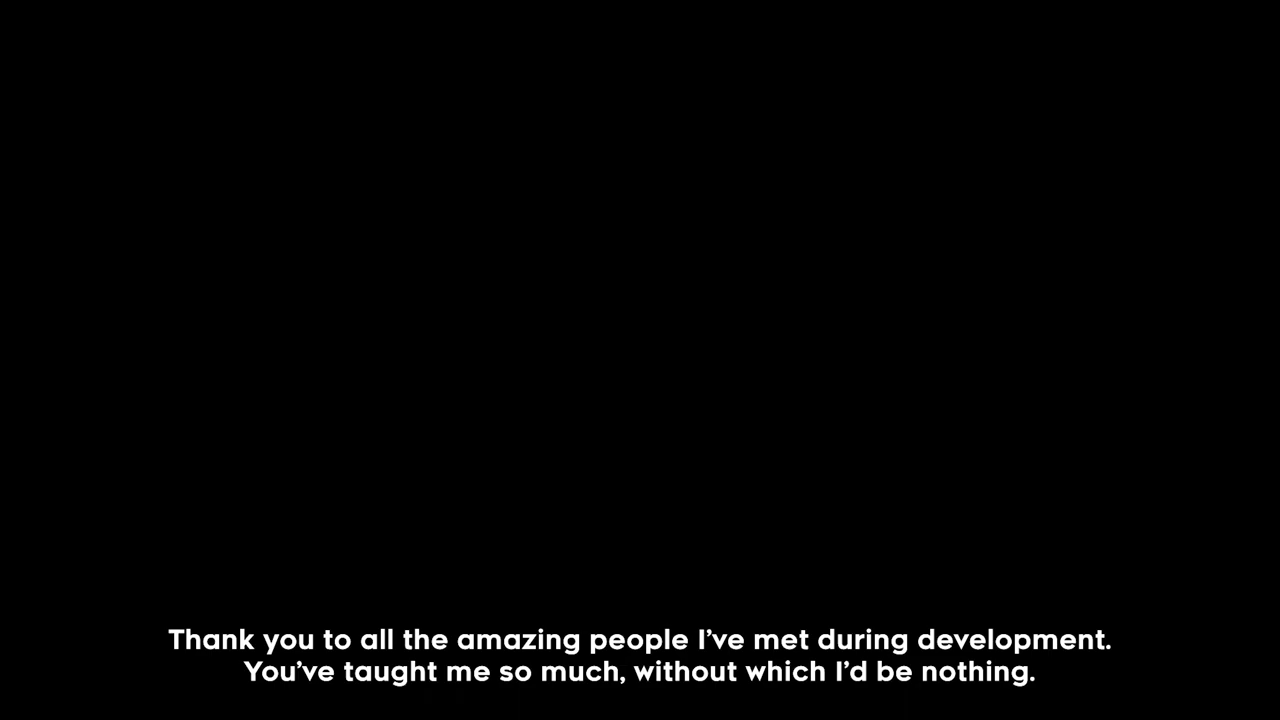 Thank you to all the amazing people I’ve met during development.
You’ve taught me so much, without which I’d be nothing.